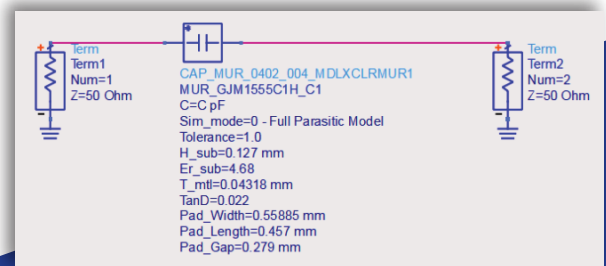 +
Term
Term1
Num=1
Z=50 Ohm
-
CAP_MUR_0402_004_MDLXCLRMUR1
MUR_GJM1555C1H_C1
C=C pF
Sim_mode=0 - Full Parasitic Model
Tolerance=1.0
H_sub=0.127 mm
Er_sub=4.68
T_mtl=0.04318 mm
TanD=0.022
Pad_Width=0.55885 mm
Pad_Length=0.457 mm
Pad_Gap=0.279 mm
+
Term
Term2
Num=2
Z=50 Ohm
-